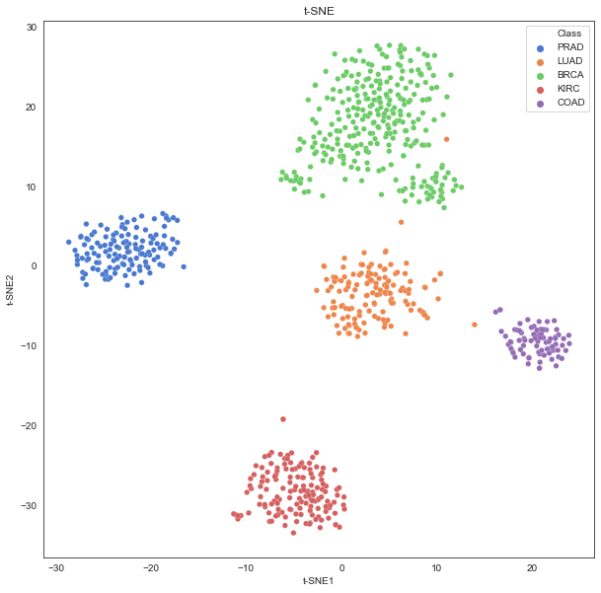 t-SNE
Class
PRAD
LUAD
BRCA
KIRC
COAD
30
20
10
0
−10
−20
−30
t-SNE2
−30
−20
−10
0
10
20
t-SNE1